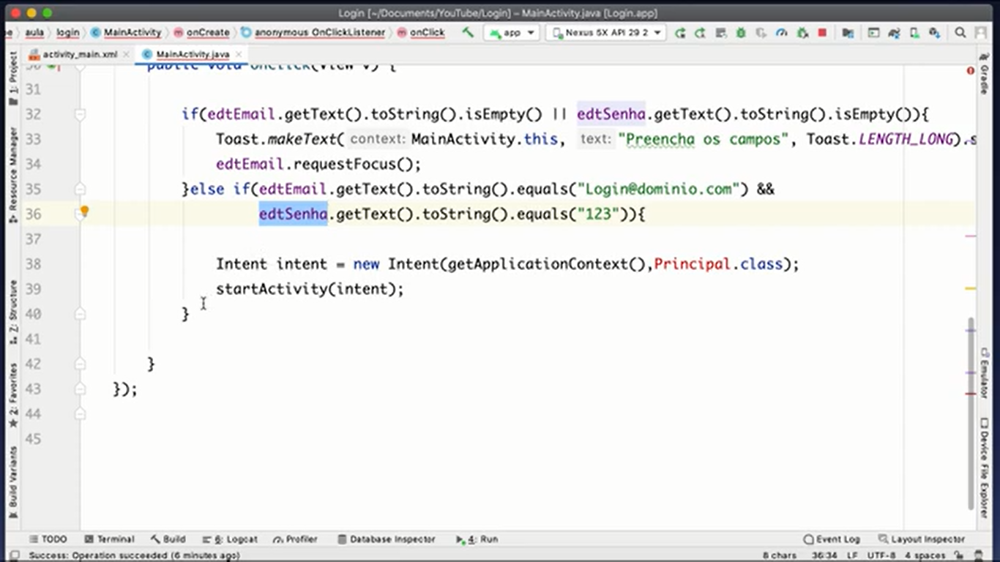 Login [~/Documents/YouTube/Login] – MainActivity.java [Login.app]
aula login MainActivity onCreate anonymous OnClickListener onClick app Nexus 5X API 29 2
activity_main.xml MainActivity.java
public void onClick(View v) {
31
32 if(edtEmail.getText().toString().isEmpty() || edtSenha.getText().toString().isEmpty()){
33 Toast.makeText( context: MainActivity.this, text: "Preencha os campos", Toast.LENGTH_LONG).s
34 edtEmail.requestFocus();
35 }else if(edtEmail.getText().toString().equals("Login@dominio.com") &&
36 edtSenha.getText().toString().equals("123")){
37
38 Intent intent = new Intent(getApplicationContext(),Principal.class);
39 startActivity(intent);
40 }
41
42 }
43 });
44
45
1: Project
Resource Manager
7: Structure
2: Favorites
Build Variants
Gradle
Emulator
Device File Explorer
TODO Terminal Build 6: Logcat Profiler Database Inspector 4: Run Event Log Layout Inspector
Success: Operation succeeded (6 minutes ago) 8 chars 36:34 LF UTF-8 4 spaces